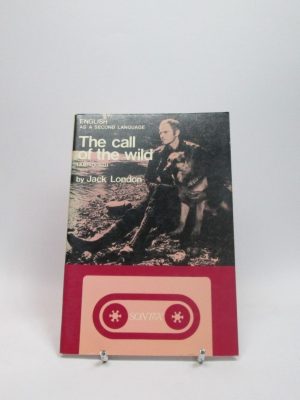 ENGLISH
AS A SECOND LANGUAGE
The call
of the wild
by Jack London